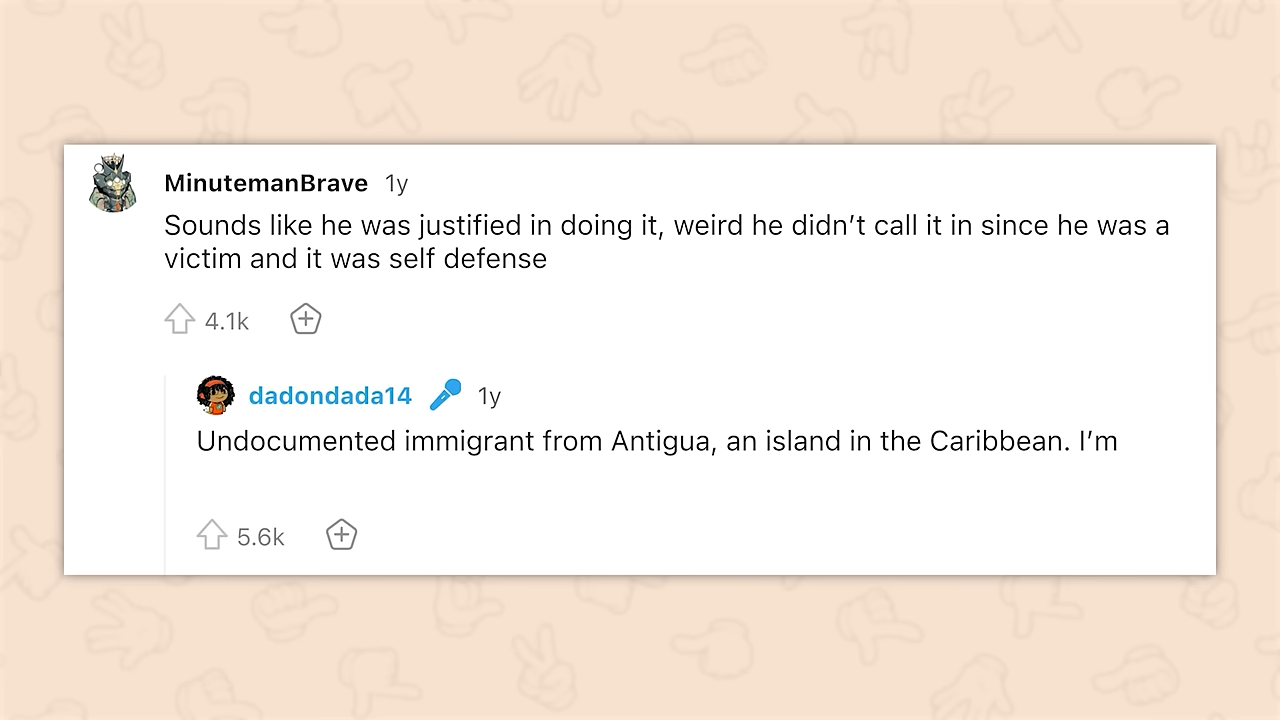 MinutemanBrave 1y
Sounds like he was justified in doing it, weird he didn’t call it in since he was a
victim and it was self defense
4.1k
dadondada14 1y
Undocumented immigrant from Antigua, an island in the Caribbean. I’m
5.6k